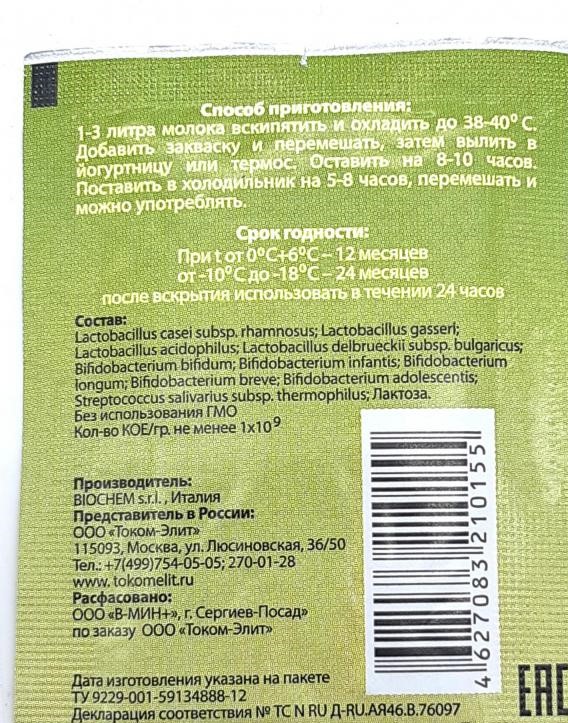 Способ приготовления:
1-3 литра молока вскипятить и охладить до 38-40⁰ С.
Добавить закваску и перемешать, затем вылить в
йогуртницу или термос. Оставить на 8-10 часов.
Поставить в холодильник на 5-8 часов, перемешать и
можно употреблять.
Срок годности:
При t от 0⁰С+6⁰С – 12 месяцев
от -10⁰С до -18⁰С – 24 месяцев
после вскрытия использовать в течении 24 часов
Состав:
Lactobacillus casei subsp. rhamnosus; Lactobacillus gasseri;
Lactobacillus acidophilus; Lactobacillus delbrueckii subsp. bulgaricus;
Bifidobacterium bifidum; Bifidobacterium infantis; Bifidobacterium
longum; Bifidobacterium breve; Bifidobacterium adolescentis;
Streptococcus salivarius subsp. thermophilus; Лактоза.
Без использования ГМО
Кол-во КОЕ/гр. не менее 1x10⁹
Производитель:
BIOCHEM s.r.l. , Италия
Представитель в России:
ООО «Током-Элит»
115093, Москва, ул. Люсиновская, 36/50
Тел.: +7(499)754-05-05; 270-01-28
www. tokomelit.ru
Расфасовано:
ООО «В-МИН+», г. Сергиев-Посад»
по заказу ООО «Током-Элит»
4 627083 210155
Дата изготовления указана на пакете
ТУ 9229-001-59134888-12
Декларация соответствия № ТС N RU Д-RU.АЯ46.В.76097
EAC